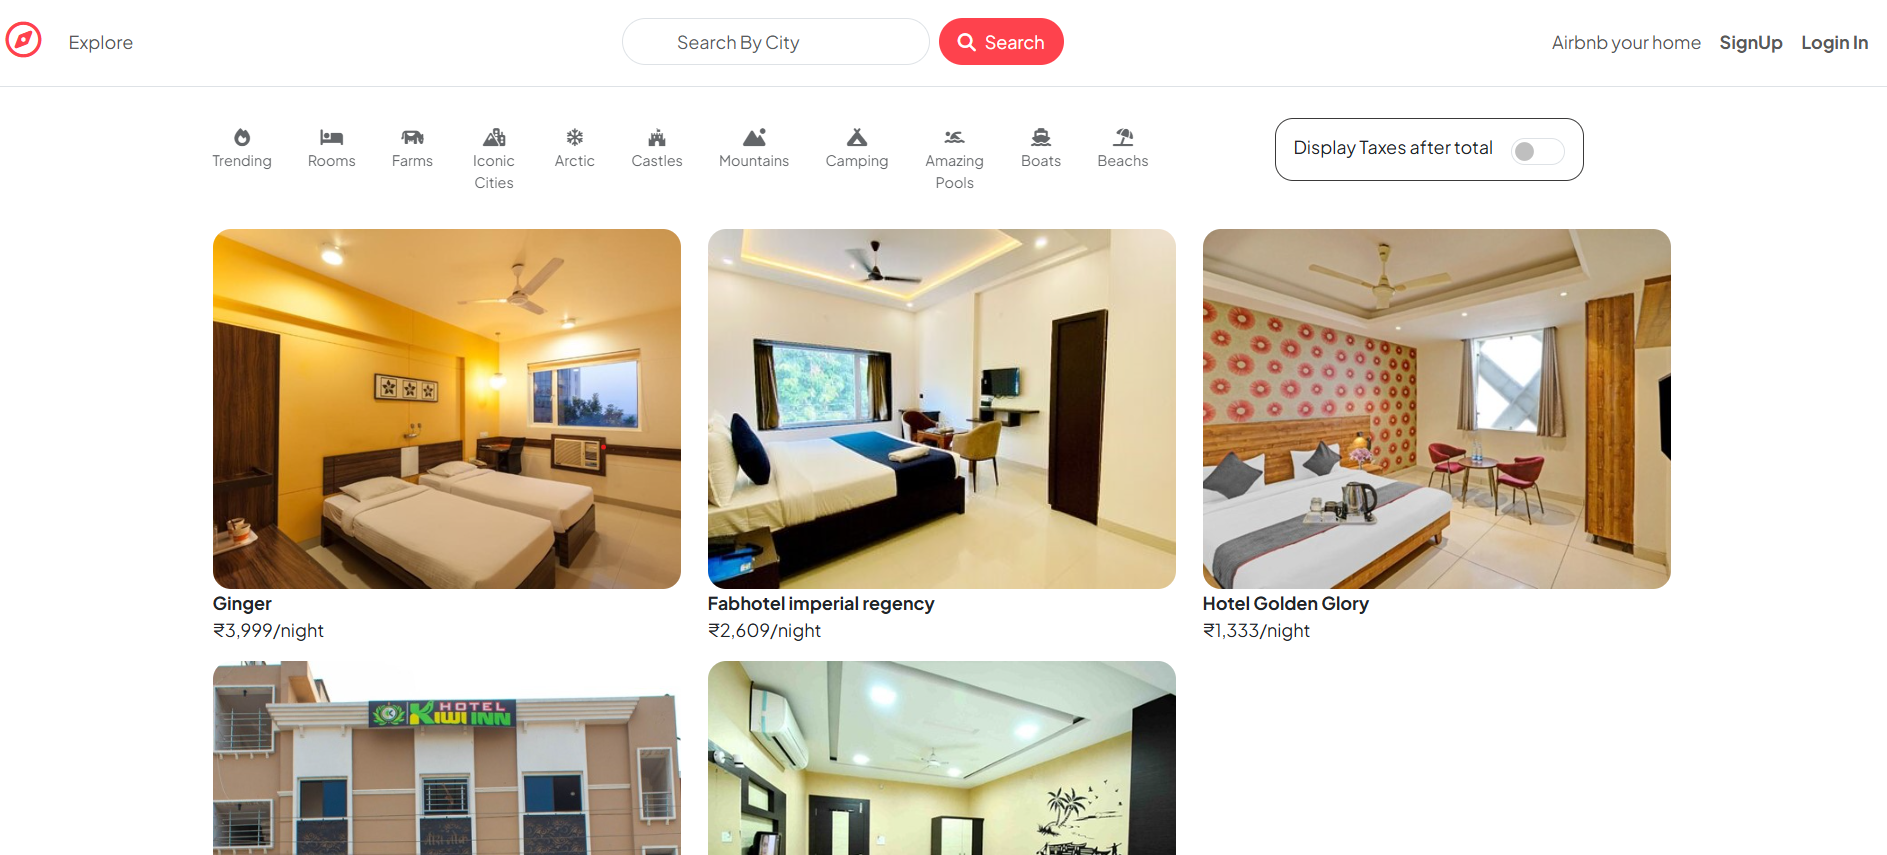 Explore
Search By City
Search
Airbnb your home
SignUp
Login In
Trending
Rooms
Farms
Iconic
Cities
Arctic
Castles
Mountains
Camping
Amazing
Pools
Boats
Beachs
Display Taxes after total
Ginger
₹3,999/night
Fabhotel imperial regency
₹2,609/night
Hotel Golden Glory
₹1,333/night
HOTEL
KIWI INN